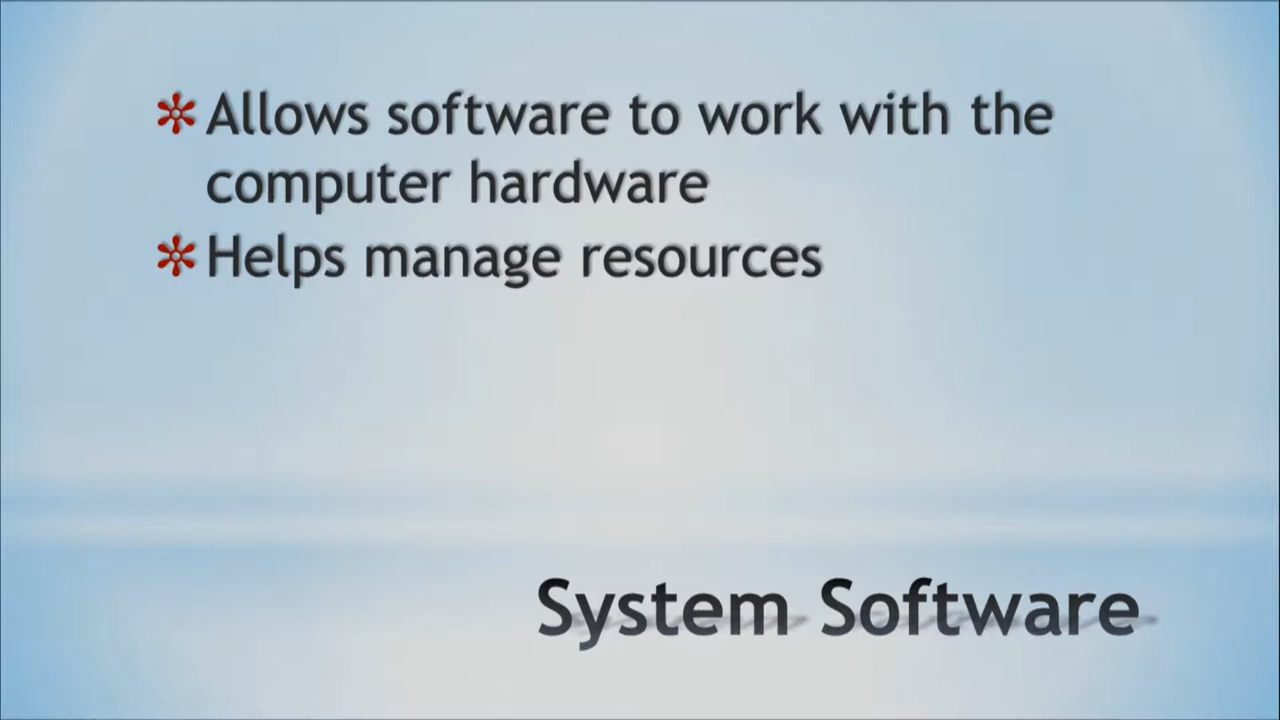 Allows software to work with the
computer hardware
Helps manage resources
System Software